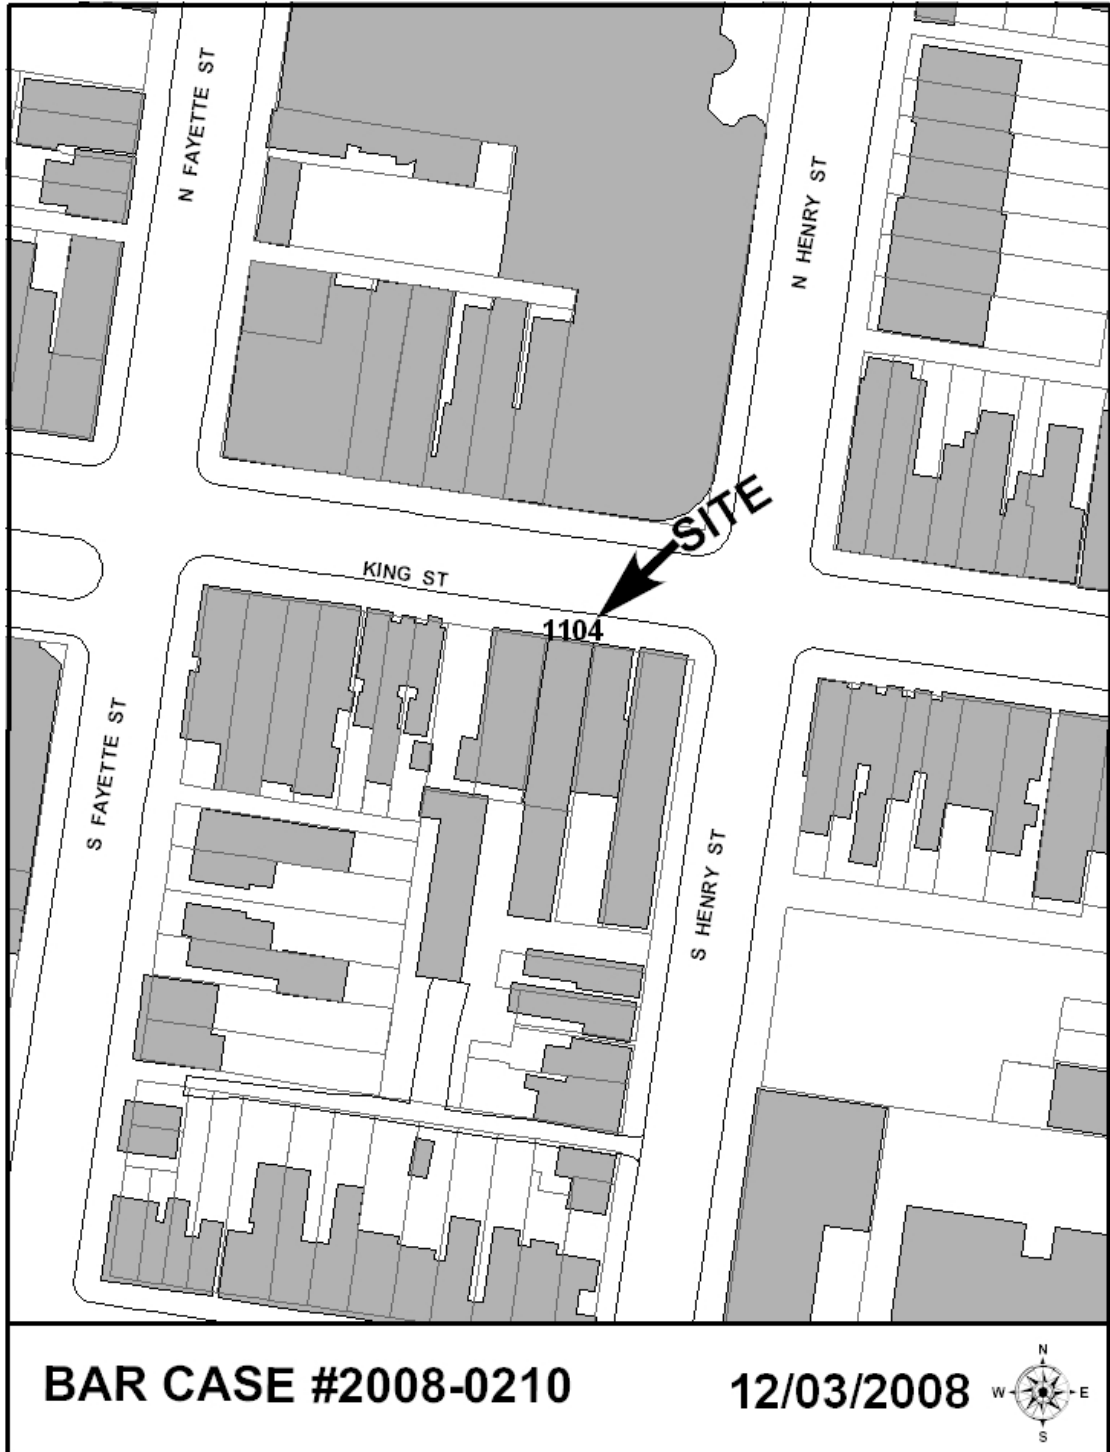 N FAYETTE ST
N HENRY ST
SITE
KING ST
1104
S FAYETTE ST
S HENRY ST
BAR CASE #2008-0210
12/03/2008
N
W E
S